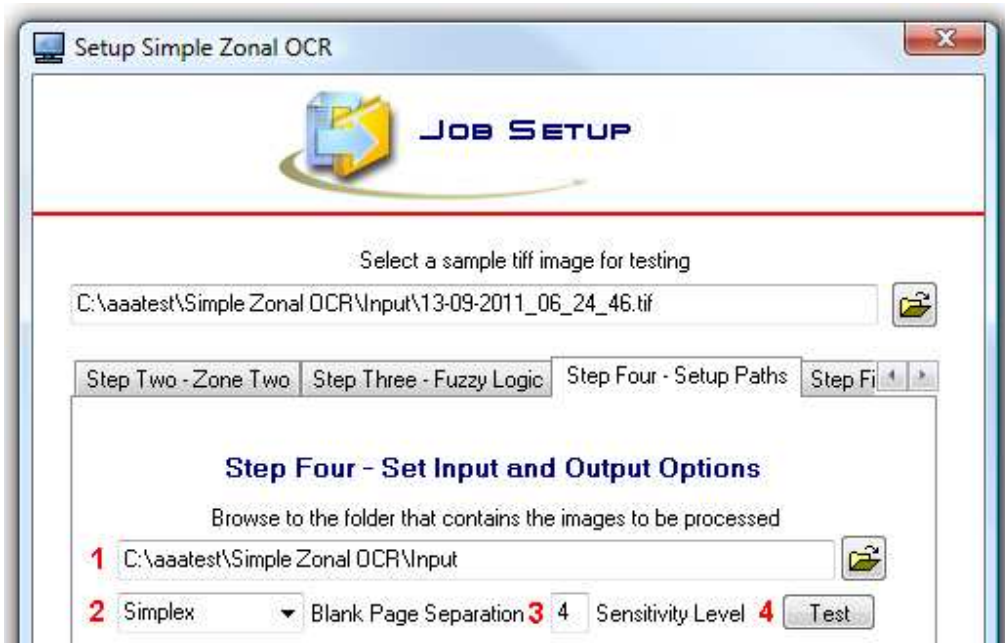 Setup Simple Zonal OCR
JOB SETUP
Select a sample tiff image for testing
C:\aaatest\Simple Zonal OCR\Input\13-09-2011_06_24_46.tif
Step Two - Zone Two Step Three - Fuzzy Logic Step Four - Setup Paths Step Fi
Step Four - Set Input and Output Options
Browse to the folder that contains the images to be processed
1 C:\aaatest\Simple Zonal OCR\Input
2 Simplex Blank Page Separation 3 4 Sensitivity Level 4 Test